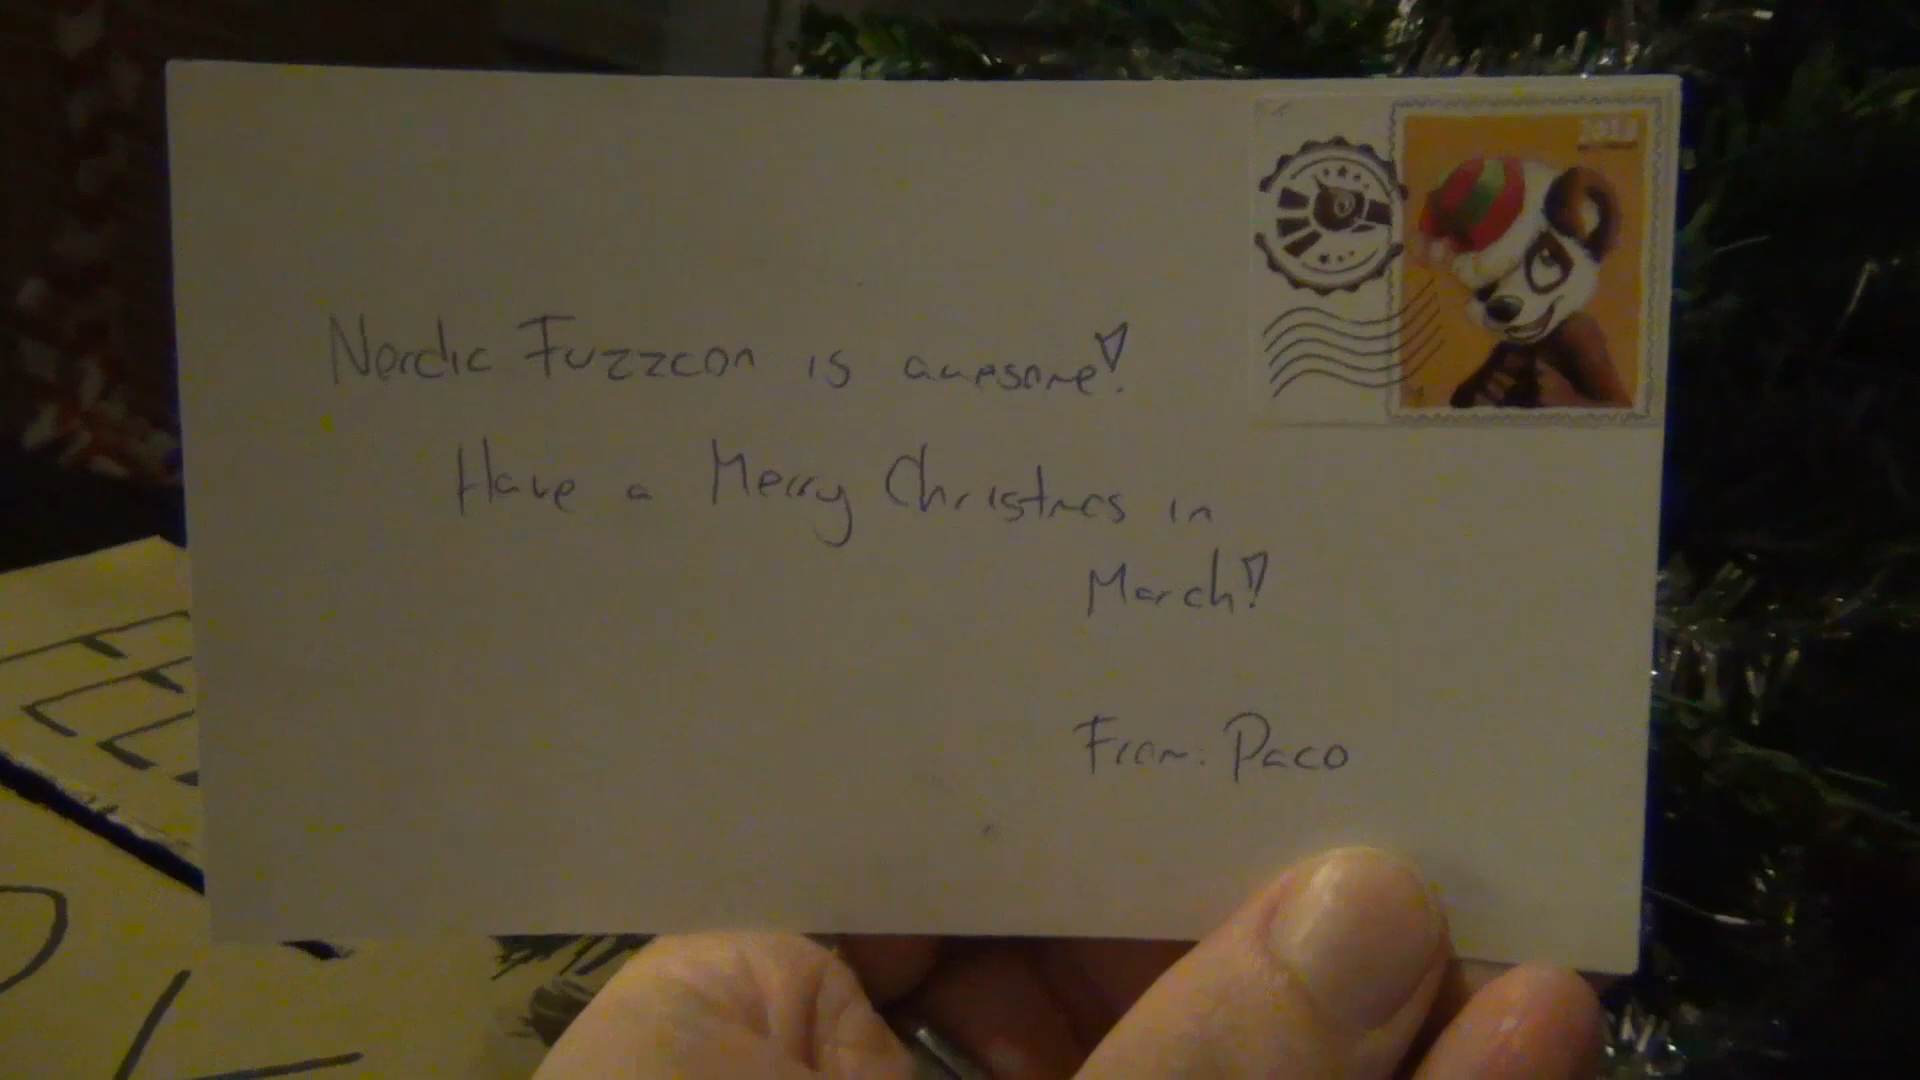 Nordic Fuzzcon is awesome!
Have a Merry Christmas in
March!
From: Paco